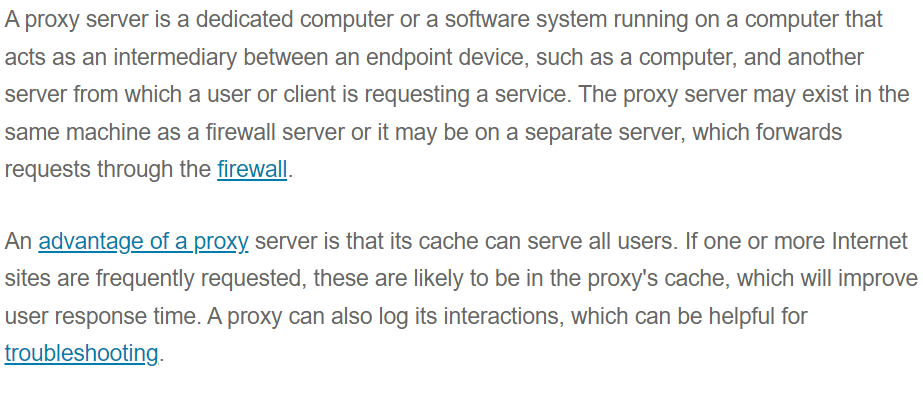 A proxy server is a dedicated computer or a software system running on a computer that
acts as an intermediary between an endpoint device, such as a computer, and another
server from which a user or client is requesting a service. The proxy server may exist in the
same machine as a firewall server or it may be on a separate server, which forwards
requests through the firewall.
An advantage of a proxy server is that its cache can serve all users. If one or more Internet
sites are frequently requested, these are likely to be in the proxy's cache, which will improve
user response time. A proxy can also log its interactions, which can be helpful for
troubleshooting.